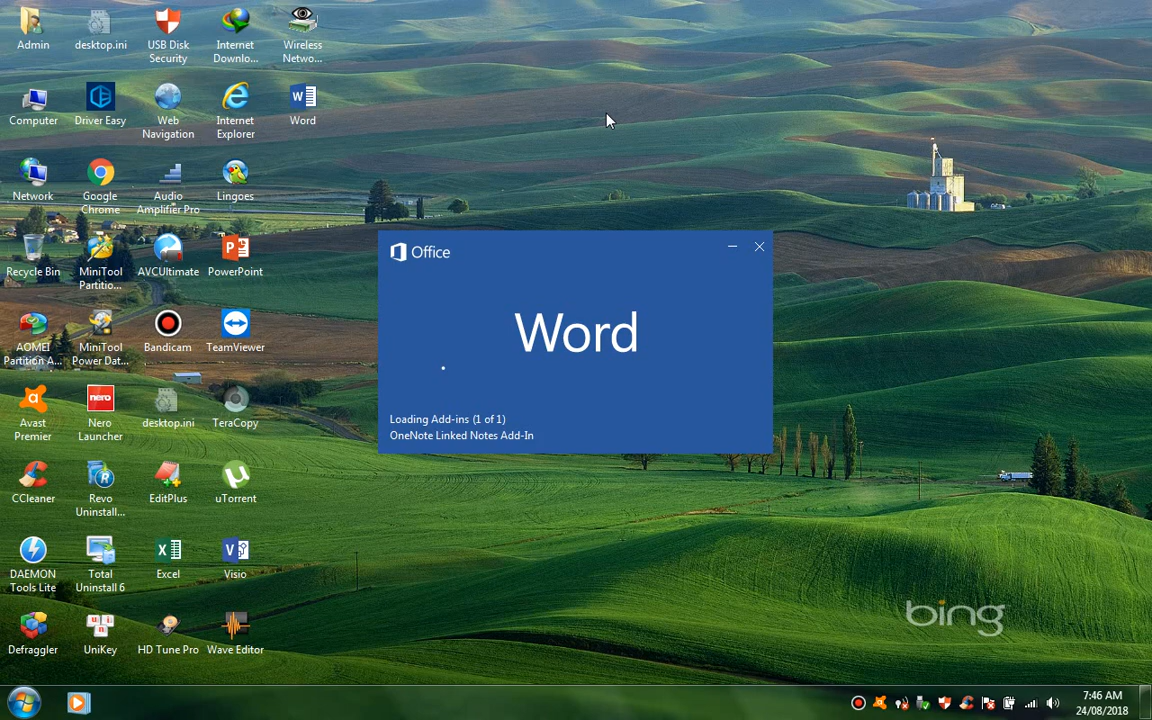 Admin
desktop.ini
USB Disk
Security
Internet
Downlo...
Wireless
Netwo...
Computer
Driver Easy
Web
Navigation
Internet
Explorer
Word
Network
Google
Chrome
Audio
Amplifier Pro
Lingoes
Recycle Bin
MiniTool
Partitio...
AVCUltimate
PowerPoint
AOMEI
Partition A...
MiniTool
Power Dat...
Bandicam
TeamViewer
Avast
Premier
nero
Nero
Launcher
desktop.ini
TeraCopy
CCleaner
Revo
Uninstall...
EditPlus
uTorrent
DAEMON
Tools Lite
Total
Uninstall 6
Excel
Visio
Defraggler
UniKey
HD Tune Pro
Wave Editor
Office
Word
Loading Add-ins (1 of 1)
OneNote Linked Notes Add-In
bing
7:46 AM
24/08/2018